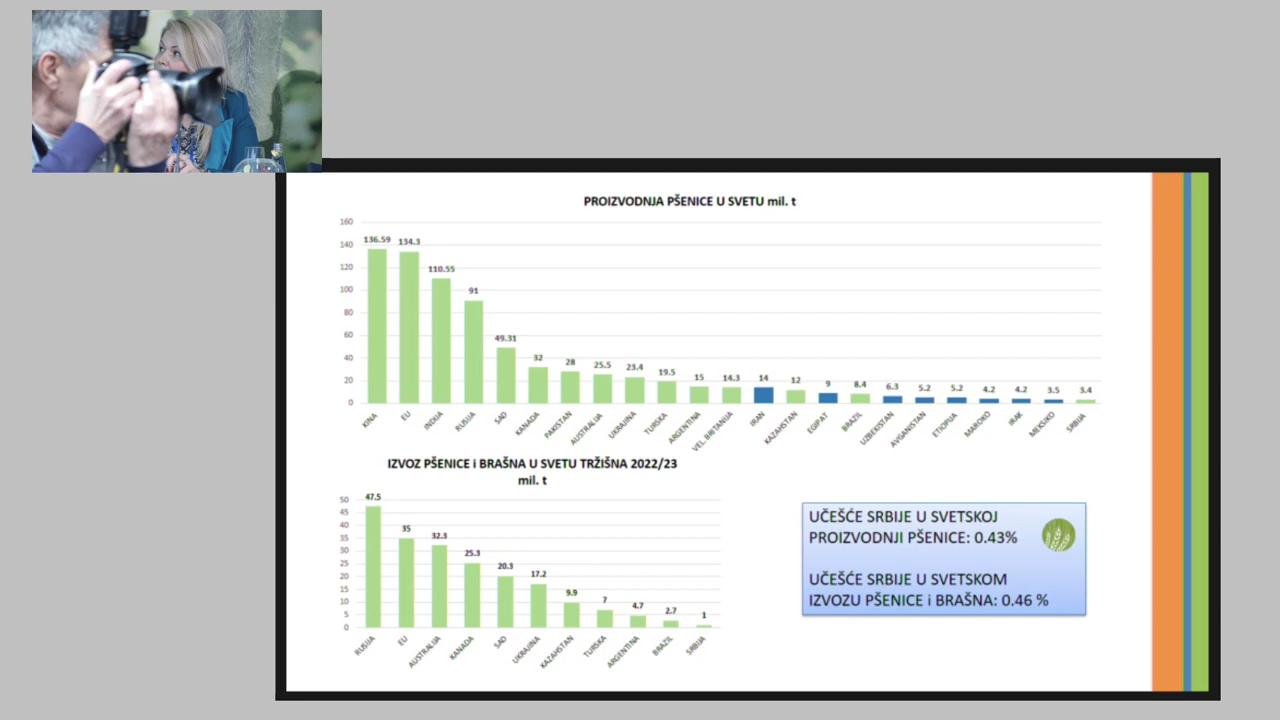 PROIZVODNJA PŠENICE U SVETU mil. t
160
140
120
100
80
60
40
20
0
136.59
134.3
110.55
91
49.31
32
28
25.5
23.4
19.5
15
14.3
14
12
9
8.4
6.3
5.2
5.2
4.2
4.2
3.5
3.4
KINA
EU
INDIJA
RUSIJA
SAD
KANADA
PAKISTAN
AUSTRALIJA
UKRAJINA
TURSKA
ARGENTINA
VEL. BRITANIJA
IRAN
KAZAHSTAN
EGIPAT
BRAZIL
UZBEKISTAN
AVGANISTAN
ETIOPIJA
MAROKO
IRAK
MEKSIKO
SRBIJA
IZVOZ PŠENICE i BRAŠNA U SVETU TRŽIŠNA 2022/23
mil. t
50
45
40
35
30
25
20
15
10
5
0
47.5
35
32.3
25.3
20.3
17.2
9.9
7
4.7
2.7
1
RUSIJA
EU
AUSTRALIJA
KANADA
SAD
UKRAJINA
KAZAHSTAN
TURSKA
ARGENTINA
BRAZIL
SRBIJA
UČEŠĆE SRBIJE U SVETSKOJ
PROIZVODNJI PŠENICE: 0.43%
UČEŠĆE SRBIJE U SVETSKOM
IZVOZU PŠENICE i BRAŠNA: 0.46 %